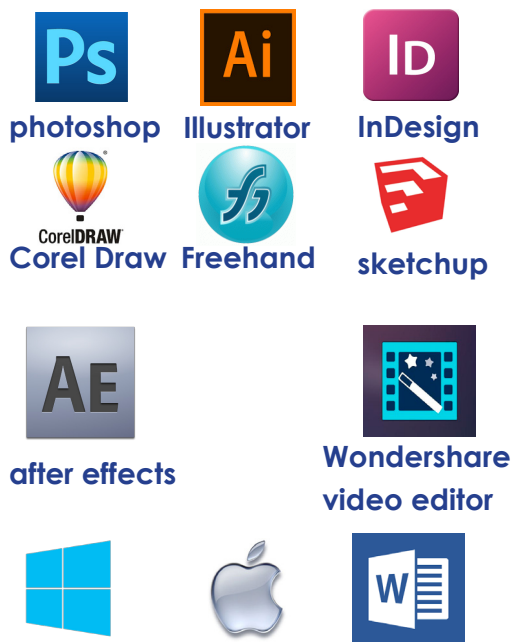 Ps Ai ID
photoshop Illustrator InDesign
CorelDRAW
Corel Draw Freehand sketchup
AE
after effects Wondershare
video editor
W